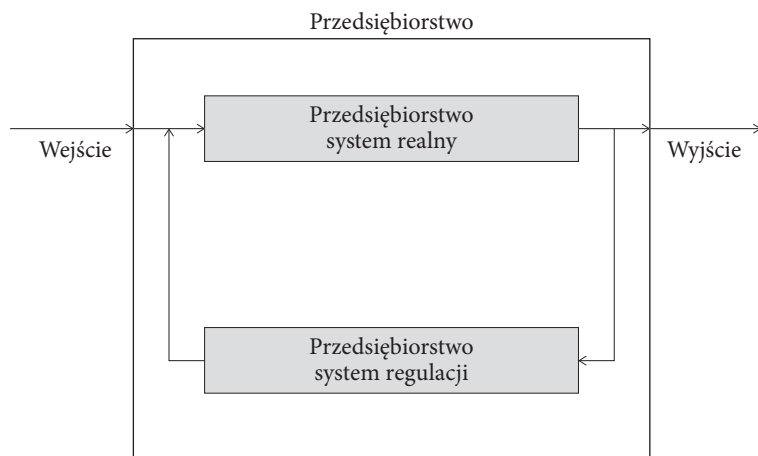 Przedsiębiorstwo
Przedsiębiorstwo
system realny
Wejście
Wyjście
Przedsiębiorstwo
system regulacji